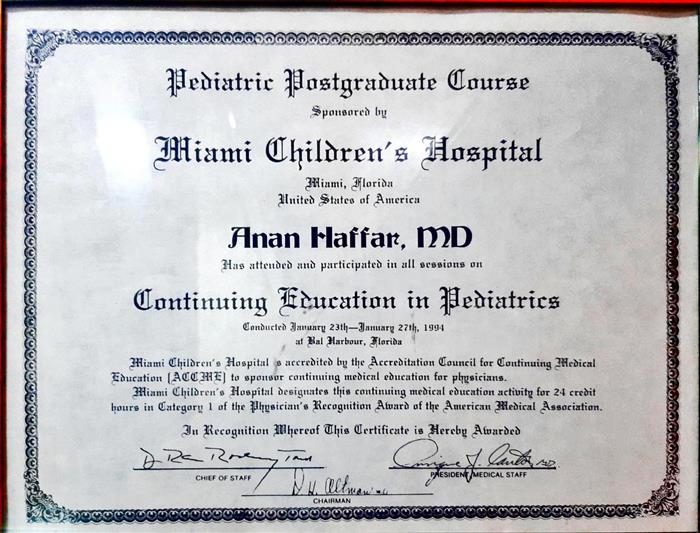 Pediatric Postgraduate Course
Sponsored by
Miami Children's Hospital
Miami, Florida
United States of America
Anan Haffar, MD
Has attended and participated in all sessions on
Continuing Education in Pediatrics
Conducted January 23th—January 27th, 1994
at Bal Harbour, Florida
Miami Children's Hospital is accredited by the Accreditation Council for Continuing Medical
Education [ACCME] to sponsor continuing medical education for physicians.
Miami Children's Hospital designates this continuing medical education activity for 24 credit
hours in Category 1 of the Physician's Recognition Award of the American Medical Association.
In Recognition Whereof This Certificate is Hereby Awarded
CHIEF OF STAFF
PRESIDENT, MEDICAL STAFF
D. H. Altman
CHAIRMAN